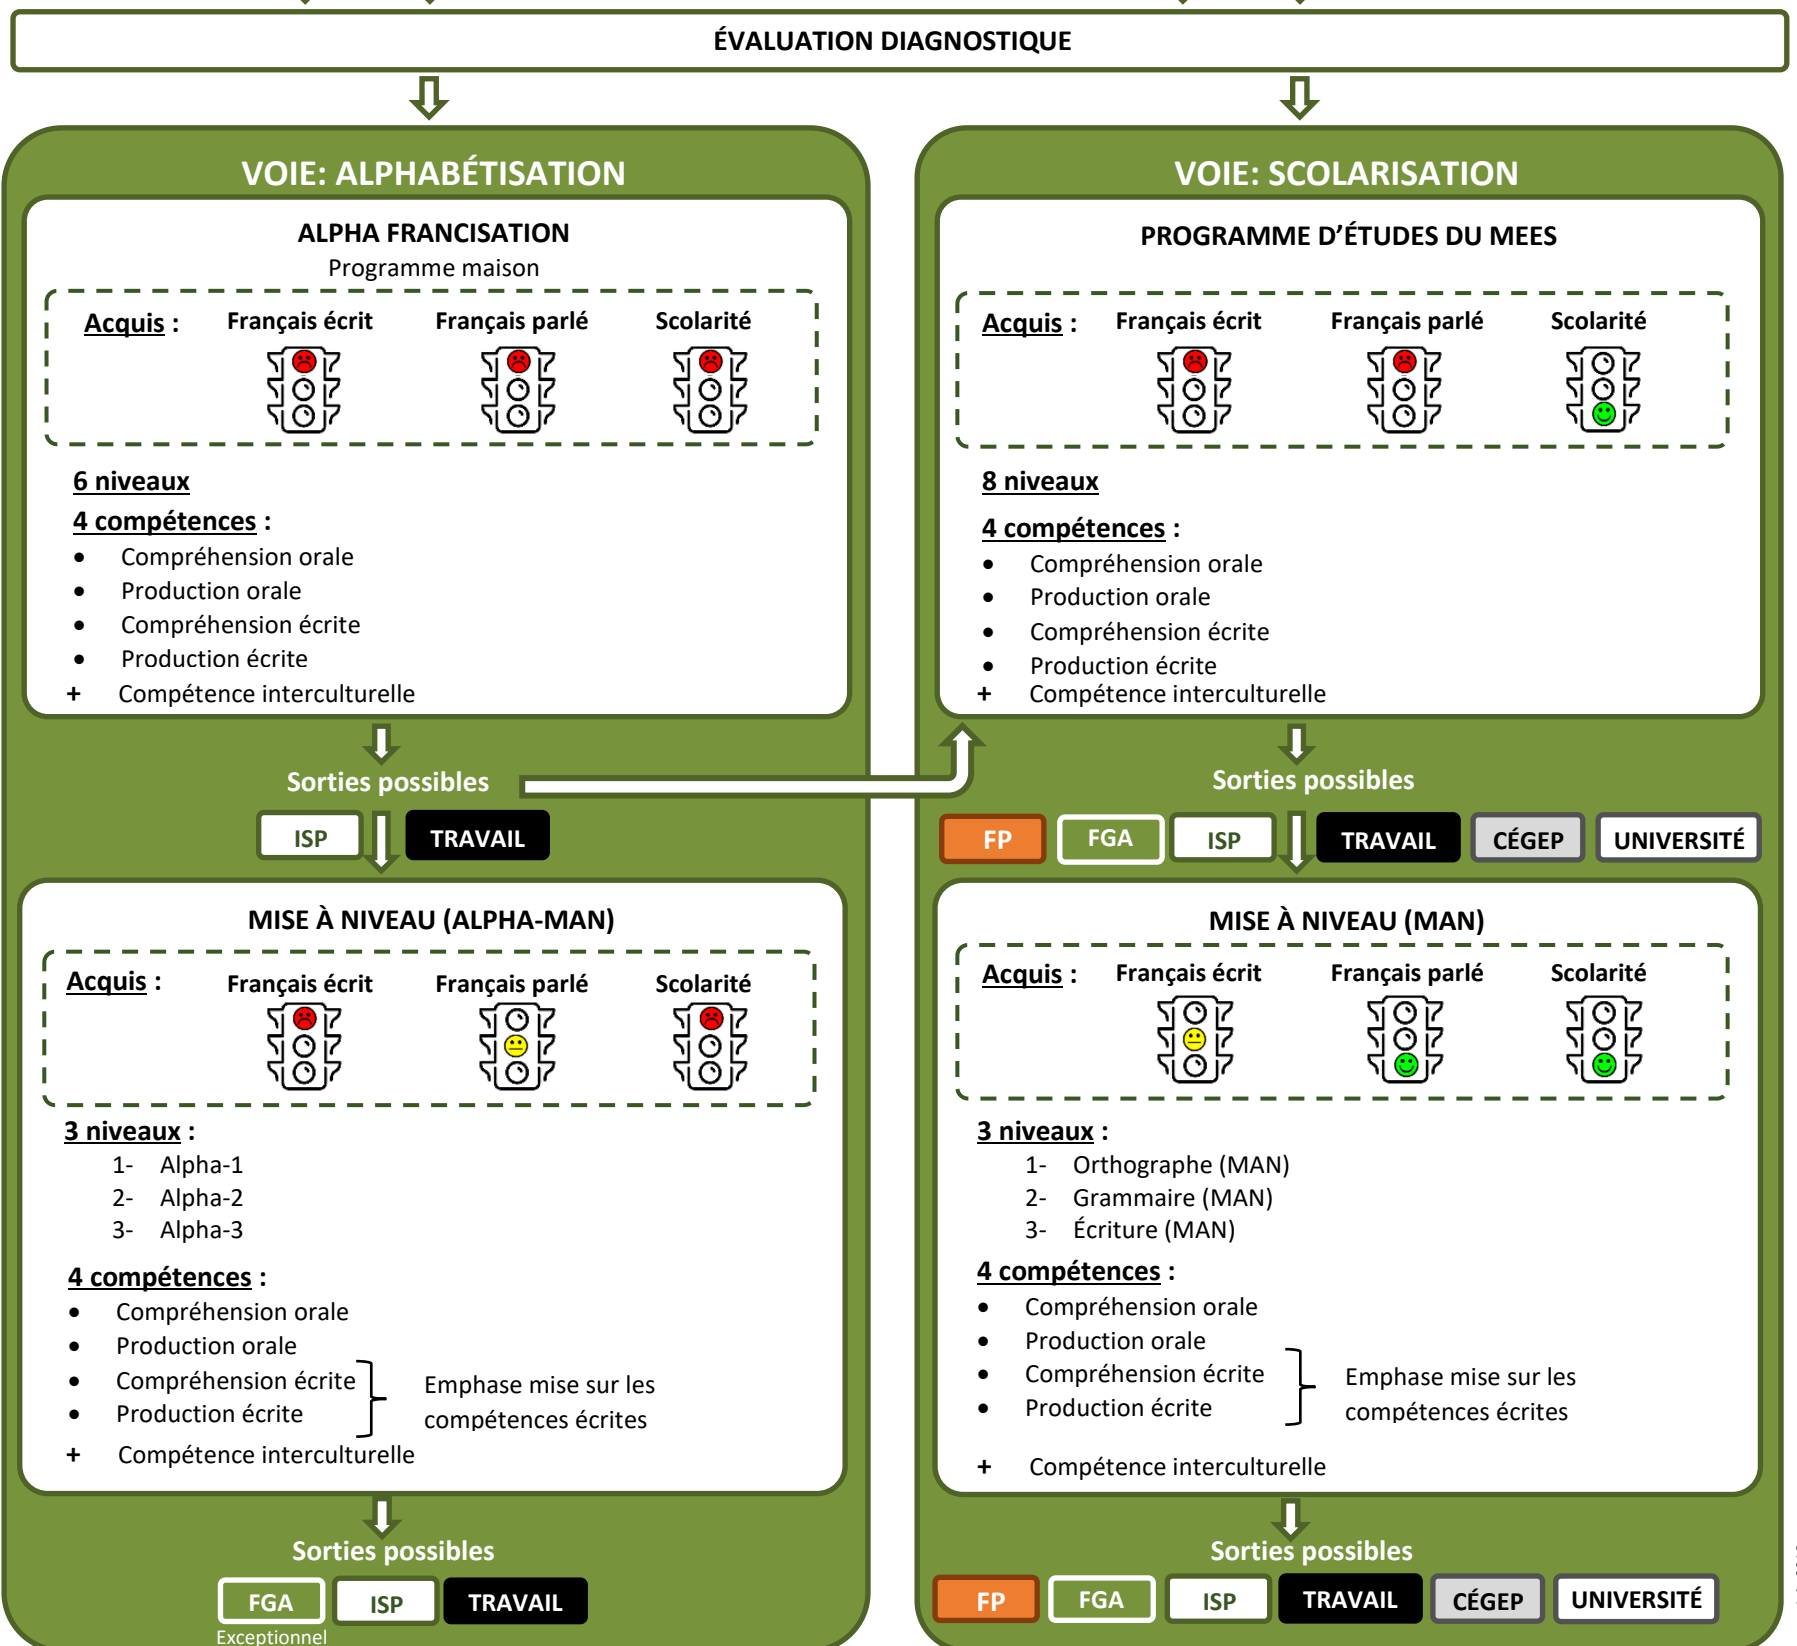 ÉVALUATION DIAGNOSTIQUE
VOIE: ALPHABÉTISATION
ALPHA FRANCISATION
Programme maison
Acquis : Français écrit Français parlé Scolarité
6 niveaux
4 compétences :
• Compréhension orale
• Production orale
• Compréhension écrite
• Production écrite
+ Compétence interculturelle
Sorties possibles
ISP TRAVAIL
MISE À NIVEAU (ALPHA-MAN)
Acquis : Français écrit Français parlé Scolarité
3 niveaux :
1- Alpha-1
2- Alpha-2
3- Alpha-3
4 compétences :
• Compréhension orale
• Production orale
• Compréhension écrite
• Production écrite
Emphase mise sur les
compétences écrites
+ Compétence interculturelle
Sorties possibles
FGA ISP TRAVAIL
Exceptionnel
VOIE: SCOLARISATION
PROGRAMME D'ÉTUDES DU MEES
Acquis : Français écrit Français parlé Scolarité
8 niveaux
4 compétences :
• Compréhension orale
• Production orale
• Compréhension écrite
• Production écrite
+ Compétence interculturelle
Sorties possibles
FP FGA ISP TRAVAIL CÉGEP UNIVERSITÉ
MISE À NIVEAU (MAN)
Acquis : Français écrit Français parlé Scolarité
3 niveaux :
1- Orthographe (MAN)
2- Grammaire (MAN)
3- Écriture (MAN)
4 compétences :
• Compréhension orale
• Production orale
• Compréhension écrite
• Production écrite
Emphase mise sur les
compétences écrites
+ Compétence interculturelle
Sorties possibles
FP FGA ISP TRAVAIL CÉGEP UNIVERSITÉ